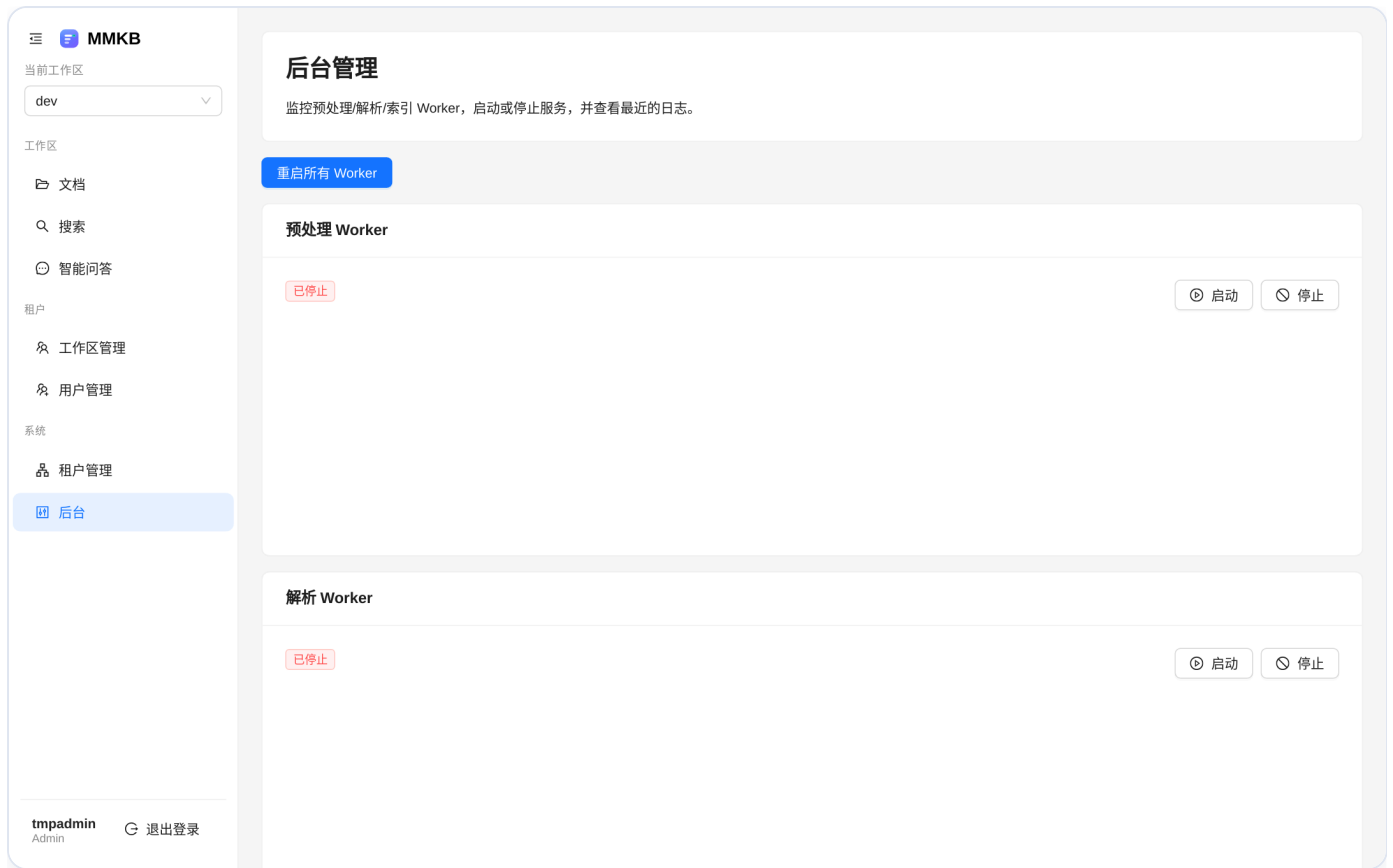 MMKB
当前工作区
dev
工作区
文档
搜索
智能问答
租户
工作区管理
用户管理
系统
租户管理
后台
tmpadmin
Admin
退出登录
后台管理
监控预处理/解析/索引 Worker，启动或停止服务，并查看最近的日志。
重启所有 Worker
预处理 Worker
已停止
启动
停止
解析 Worker
已停止
启动
停止